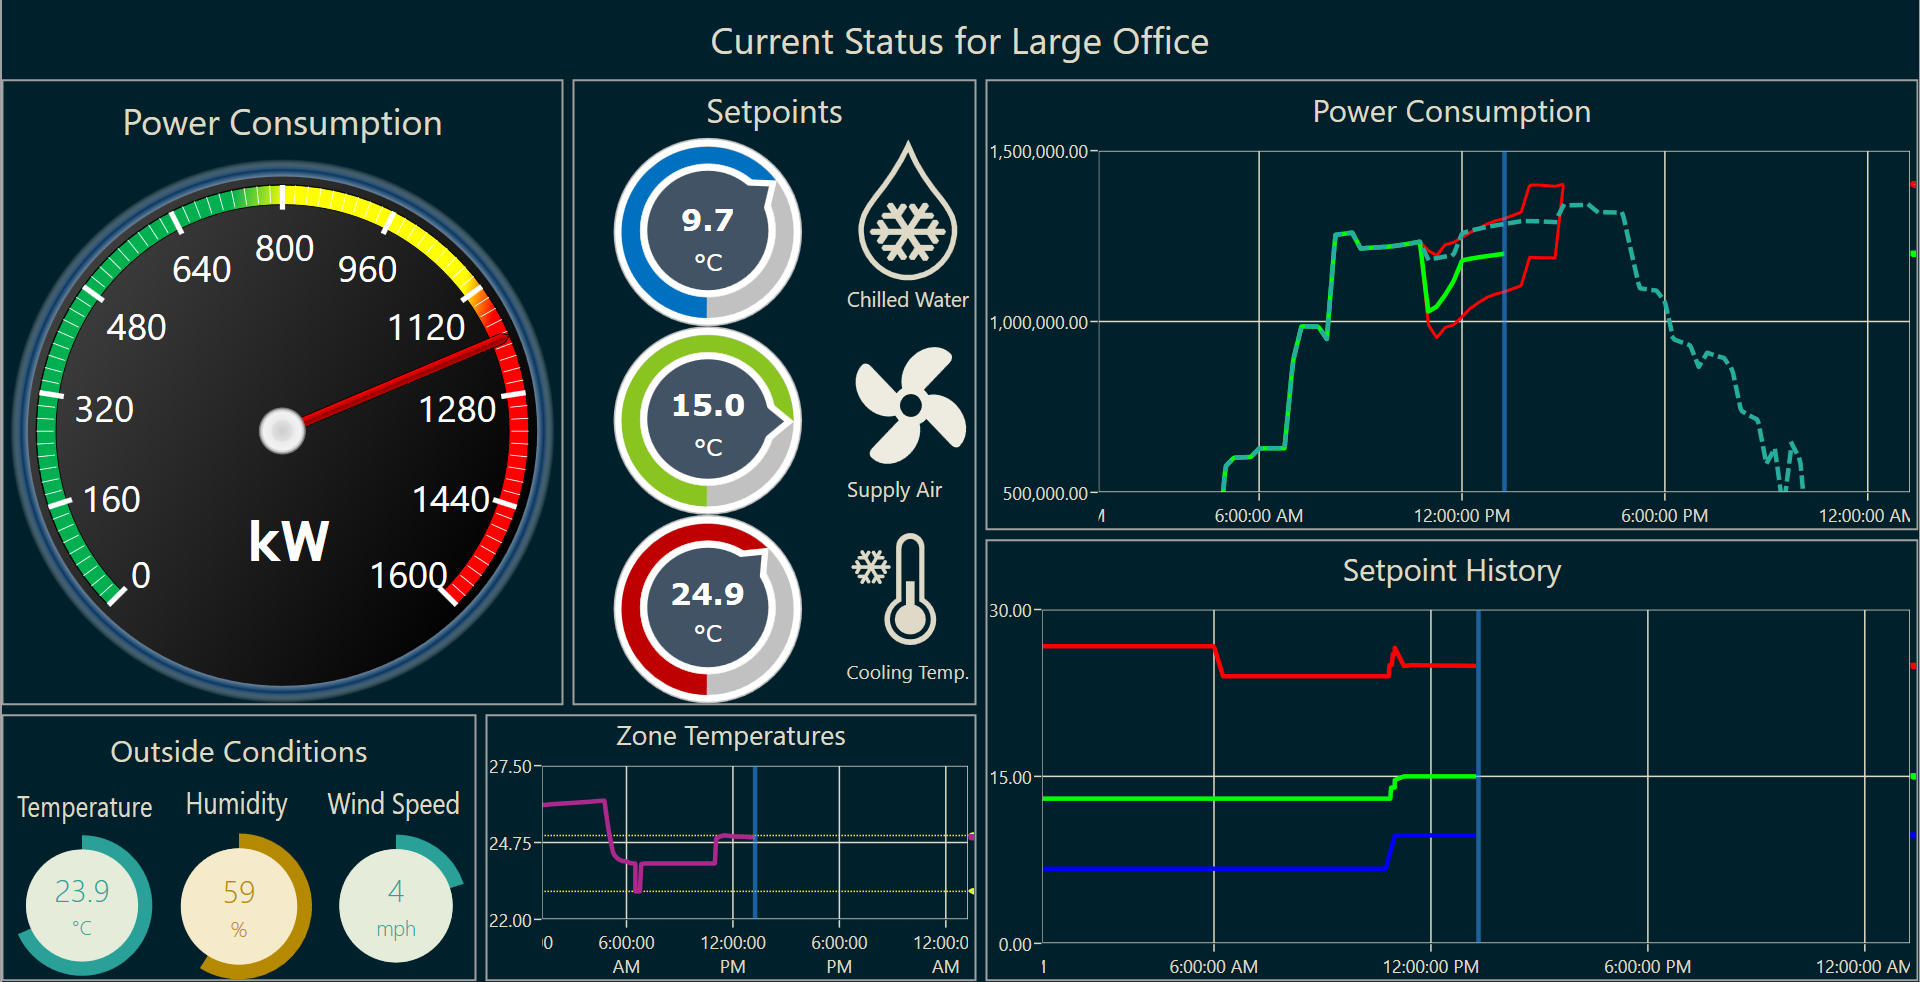 Current Status for Large Office
Power Consumption
0
160
320
480
640
800
960
1120
1280
1440
1600
kW
Setpoints
9.7
°C
Chilled Water
15.0
°C
Supply Air
24.9
°C
Cooling Temp.
Power Consumption
1,500,000.00
1,000,000.00
500,000.00
6:00:00 AM
12:00:00 PM
6:00:00 PM
12:00:00 AM
Setpoint History
30.00
15.00
0.00
6:00:00 AM
12:00:00 PM
6:00:00 PM
12:00:00 AM
Outside Conditions
Temperature
Humidity
Wind Speed
23.9
°C
59
%
4
mph
Zone Temperatures
27.50
24.75
22.00
00 6:00:00 12:00:00 6:00:00 12:00:0
AM PM PM AM